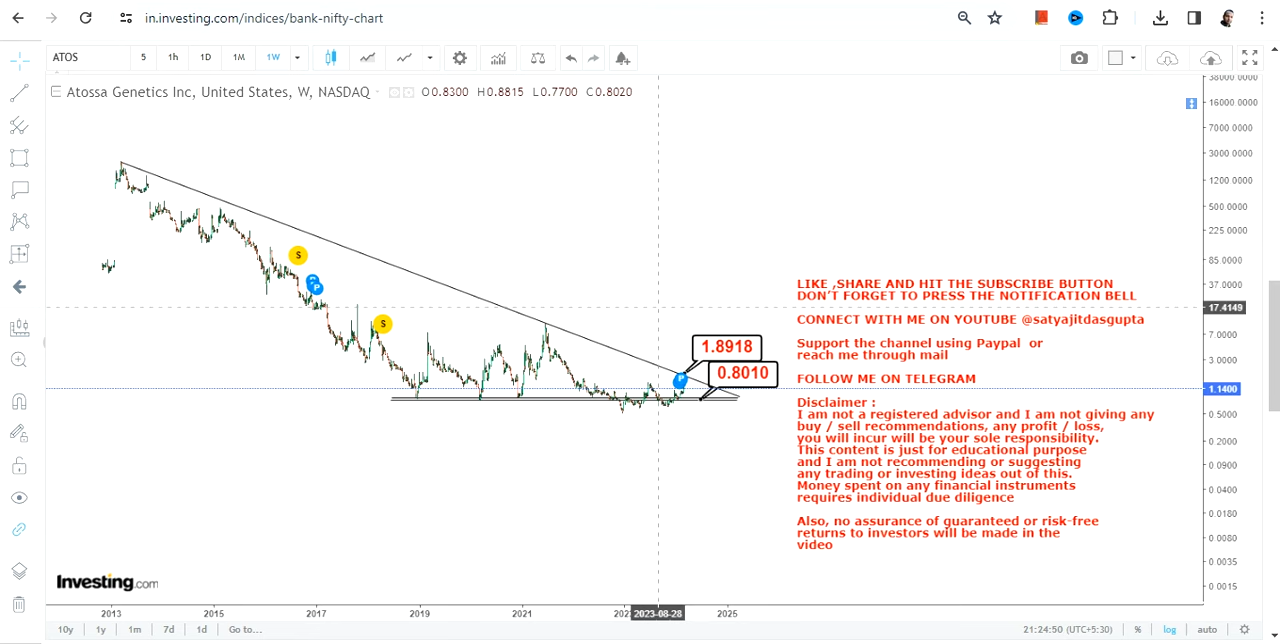 in.investing.com/indices/bank-nifty-chart
ATOS 5 1h 1D 1M 1W
Atossa Genetics Inc, United States, W, NASDAQ O0.8300 H0.8815 L0.7700 C0.8020
38000.0000
16000.0000
7000.0000
3000.0000
1200.0000
500.0000
225.0000
85.0000
37.0000
17.4149
7.0000
3.0000
1.1400
0.5000
0.2000
0.0900
0.0400
0.0180
0.0080
0.0035
0.0015
S
P
S
P
1.8918
0.8010
LIKE ,SHARE AND HIT THE SUBSCRIBE BUTTON
DON'T FORGET TO PRESS THE NOTIFICATION BELL
CONNECT WITH ME ON YOUTUBE @satyajitdasgupta
Support the channel using Paypal or
reach me through mail
FOLLOW ME ON TELEGRAM
Disclaimer :
I am not a registered advisor and I am not giving any
buy / sell recommendations, any profit / loss,
you will incur will be your sole responsibility.
This content is just for educational purpose
and I am not recommending or suggesting
any trading or investing ideas out of this.
Money spent on any financial instruments
requires individual due diligence
Also, no assurance of guaranteed or risk-free
returns to investors will be made in the
video
Investing.com
2013 2015 2017 2019 2021 2023-08-28 2025
10y 1y 1m 7d 1d Go to... 21:24:50 (UTC+5:30) % log auto